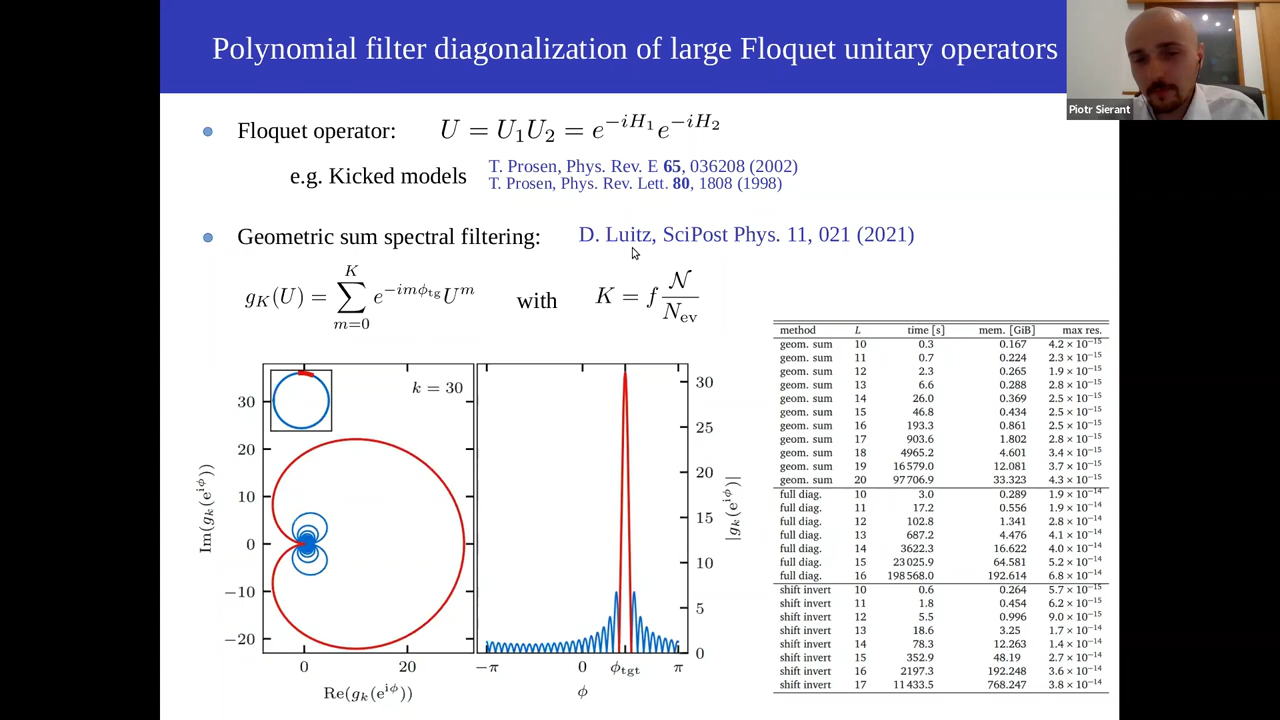 Polynomial filter diagonalization of large Floquet unitary operators
Piotr Sierant
Floquet operator: U = U₁U₂ = e^{−iH₁} e^{−iH₂}
e.g. Kicked models
T. Prosen, Phys. Rev. E 65, 036208 (2002)
T. Prosen, Phys. Rev. Lett. 80, 1808 (1998)
Geometric sum spectral filtering: D. Luitz, SciPost Phys. 11, 021 (2021)
g_K(U) = ∑_{m=0}^{K} e^{−imϕ_tg} U^m with K = f 𝒩/N_ev
k = 30
30
20
10
0
−10
−20
Im(g_k(e^{iϕ}))
0 20
Re(g_k(e^{iϕ}))
30
25
20
15
10
5
0
|g_k(e^{iϕ})|
−π 0 ϕ_tgt π
ϕ
method L time [s] mem. [GiB] max res.
geom. sum 10 0.3 0.167 4.2 × 10^{−15}
geom. sum 11 0.7 0.224 2.3 × 10^{−15}
geom. sum 12 2.3 0.265 1.9 × 10^{−15}
geom. sum 13 6.6 0.288 2.8 × 10^{−15}
geom. sum 14 26.0 0.369 2.5 × 10^{−15}
geom. sum 15 46.8 0.434 2.5 × 10^{−15}
geom. sum 16 193.3 0.861 2.5 × 10^{−15}
geom. sum 17 903.6 1.802 2.8 × 10^{−15}
geom. sum 18 4965.2 4.601 3.4 × 10^{−15}
geom. sum 19 16 579.0 12.081 3.7 × 10^{−15}
geom. sum 20 97 706.9 33.323 4.3 × 10^{−15}
full diag. 10 3.0 0.289 1.9 × 10^{−14}
full diag. 11 17.2 0.556 1.9 × 10^{−14}
full diag. 12 102.8 1.341 2.8 × 10^{−14}
full diag. 13 687.2 4.476 4.1 × 10^{−14}
full diag. 14 3622.3 16.622 4.0 × 10^{−14}
full diag. 15 23 025.9 64.581 5.2 × 10^{−14}
full diag. 16 198 568.0 192.614 6.8 × 10^{−14}
shift invert 10 0.6 0.264 5.7 × 10^{−15}
shift invert 11 1.8 0.454 6.2 × 10^{−15}
shift invert 12 5.5 0.996 9.0 × 10^{−15}
shift invert 13 18.6 3.25 1.7 × 10^{−14}
shift invert 14 78.3 12.263 1.4 × 10^{−14}
shift invert 15 352.9 48.19 2.7 × 10^{−14}
shift invert 16 2197.3 192.248 3.6 × 10^{−14}
shift invert 17 11 433.5 768.247 3.8 × 10^{−14}